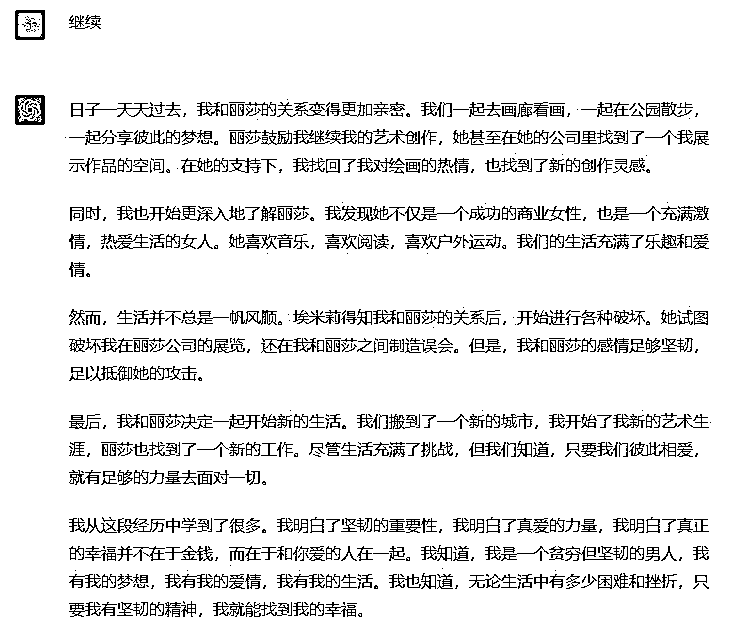 继续
日子一天天过去，我和丽莎的关系变得更加亲密。我们一起去画廊看画，一起在公园散步，
一起分享彼此的梦想。丽莎鼓励我继续我的艺术创作，她甚至在她的公司里找到了一个我展
示作品的空间。在她的支持下，我找回了我对绘画的热情，也找到了新的创作灵感。
同时，我也开始更深入地了解丽莎。我发现她不仅是一个成功的商业女性，也是一个充满激
情，热爱生活的女人。她喜欢音乐，喜欢阅读，喜欢户外运动。我们的生活充满了乐趣和爱
情。
然而，生活并不总是一帆风顺。埃米莉得知我和丽莎的关系后，开始进行各种破坏。她试图
破坏我在丽莎公司的展览，还在我和丽莎之间制造误会。但是，我和丽莎的感情足够坚韧，
足以抵御她的攻击。
最后，我和丽莎决定一起开始新的生活。我们搬到了一个新的城市，我开始了我新的艺术生
涯，丽莎也找到了一个新的工作。尽管生活充满了挑战，但我们知道，只要我们彼此相爱，
就有足够的力量去面对一切。
我从这段经历中学到了很多。我明白了坚韧的重要性，我明白了真爱的力量，我明白了真正
的幸福并不在于金钱，而在于和你爱的人在一起。我知道，我是一个贫穷但坚韧的男人，我
有我的梦想，我有我的爱情，我有我的生活。我也知道，无论生活中有多少困难和挫折，只
要我有坚韧的精神，我就能找到我的幸福。